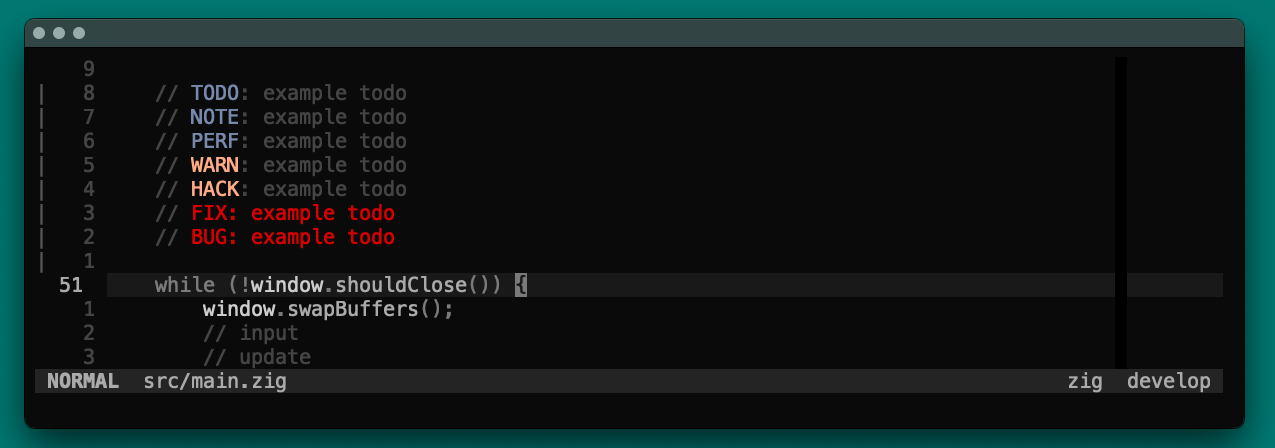 9
| 8 // TODO: example todo
| 7 // NOTE: example todo
| 6 // PERF: example todo
| 5 // WARN: example todo
| 4 // HACK: example todo
| 3 // FIX: example todo
| 2 // BUG: example todo
| 1
51 while (!window.shouldClose()) {
1 window.swapBuffers();
2 // input
3 // update
NORMAL src/main.zig zig develop